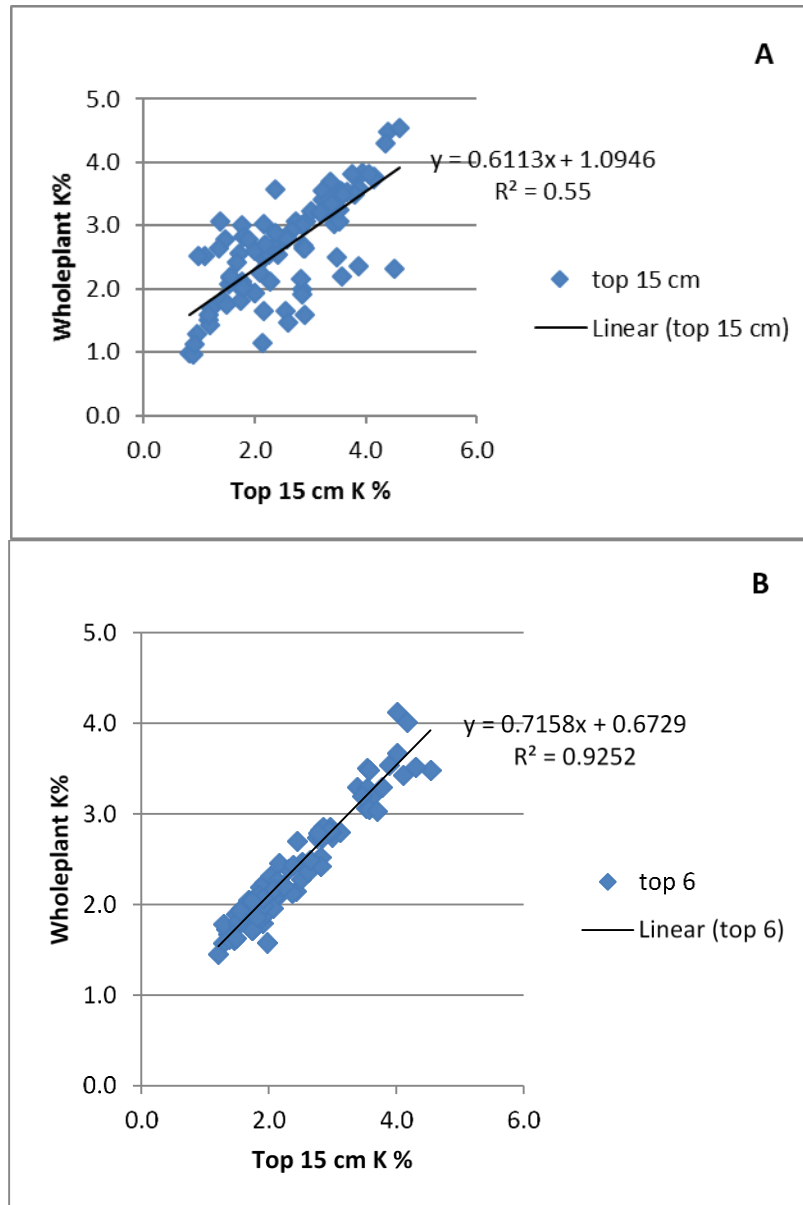 A
5.0
4.0
3.0
2.0
1.0
0.0
Wholeplant K%
y = 0.6113x + 1.0946
R² = 0.55
top 15 cm
Linear (top 15 cm)
0.0 2.0 4.0 6.0
Top 15 cm K %
B
5.0
4.0
3.0
2.0
1.0
0.0
Wholeplant K%
y = 0.7158x + 0.6729
R² = 0.9252
top 6
Linear (top 6)
0.0 2.0 4.0 6.0
Top 15 cm K %